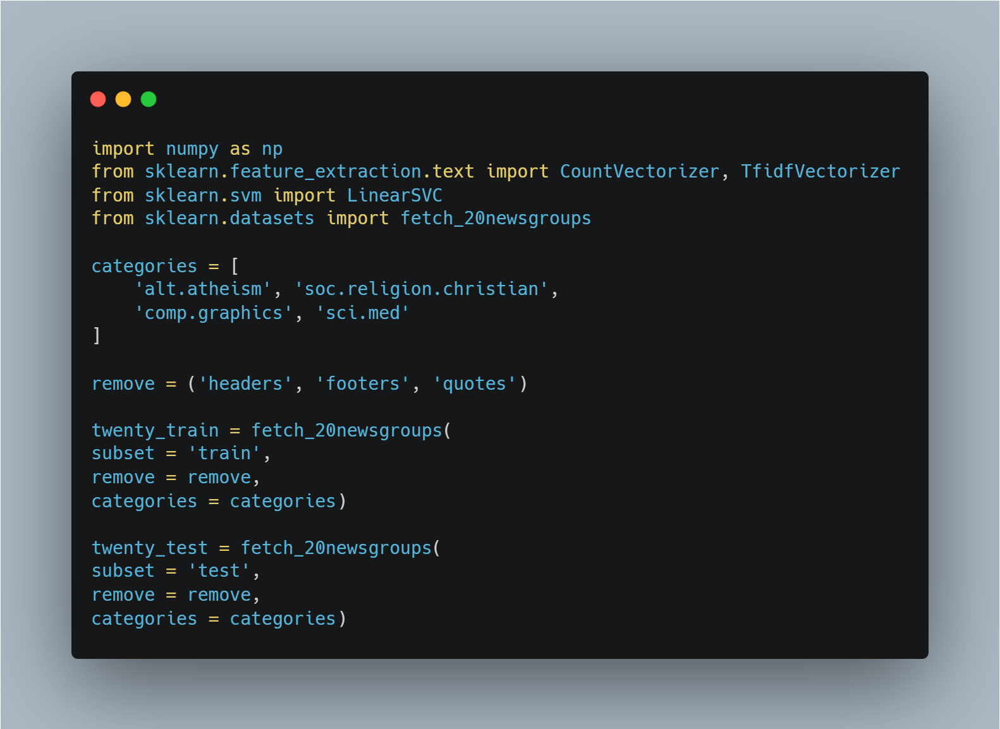 import numpy as np
from sklearn.feature_extraction.text import CountVectorizer, TfidfVectorizer
from sklearn.svm import LinearSVC
from sklearn.datasets import fetch_20newsgroups

categories = [
    'alt.atheism', 'soc.religion.christian',
    'comp.graphics', 'sci.med'
]

remove = ('headers', 'footers', 'quotes')

twenty_train = fetch_20newsgroups(
subset = 'train',
remove = remove,
categories = categories)

twenty_test = fetch_20newsgroups(
subset = 'test',
remove = remove,
categories = categories)